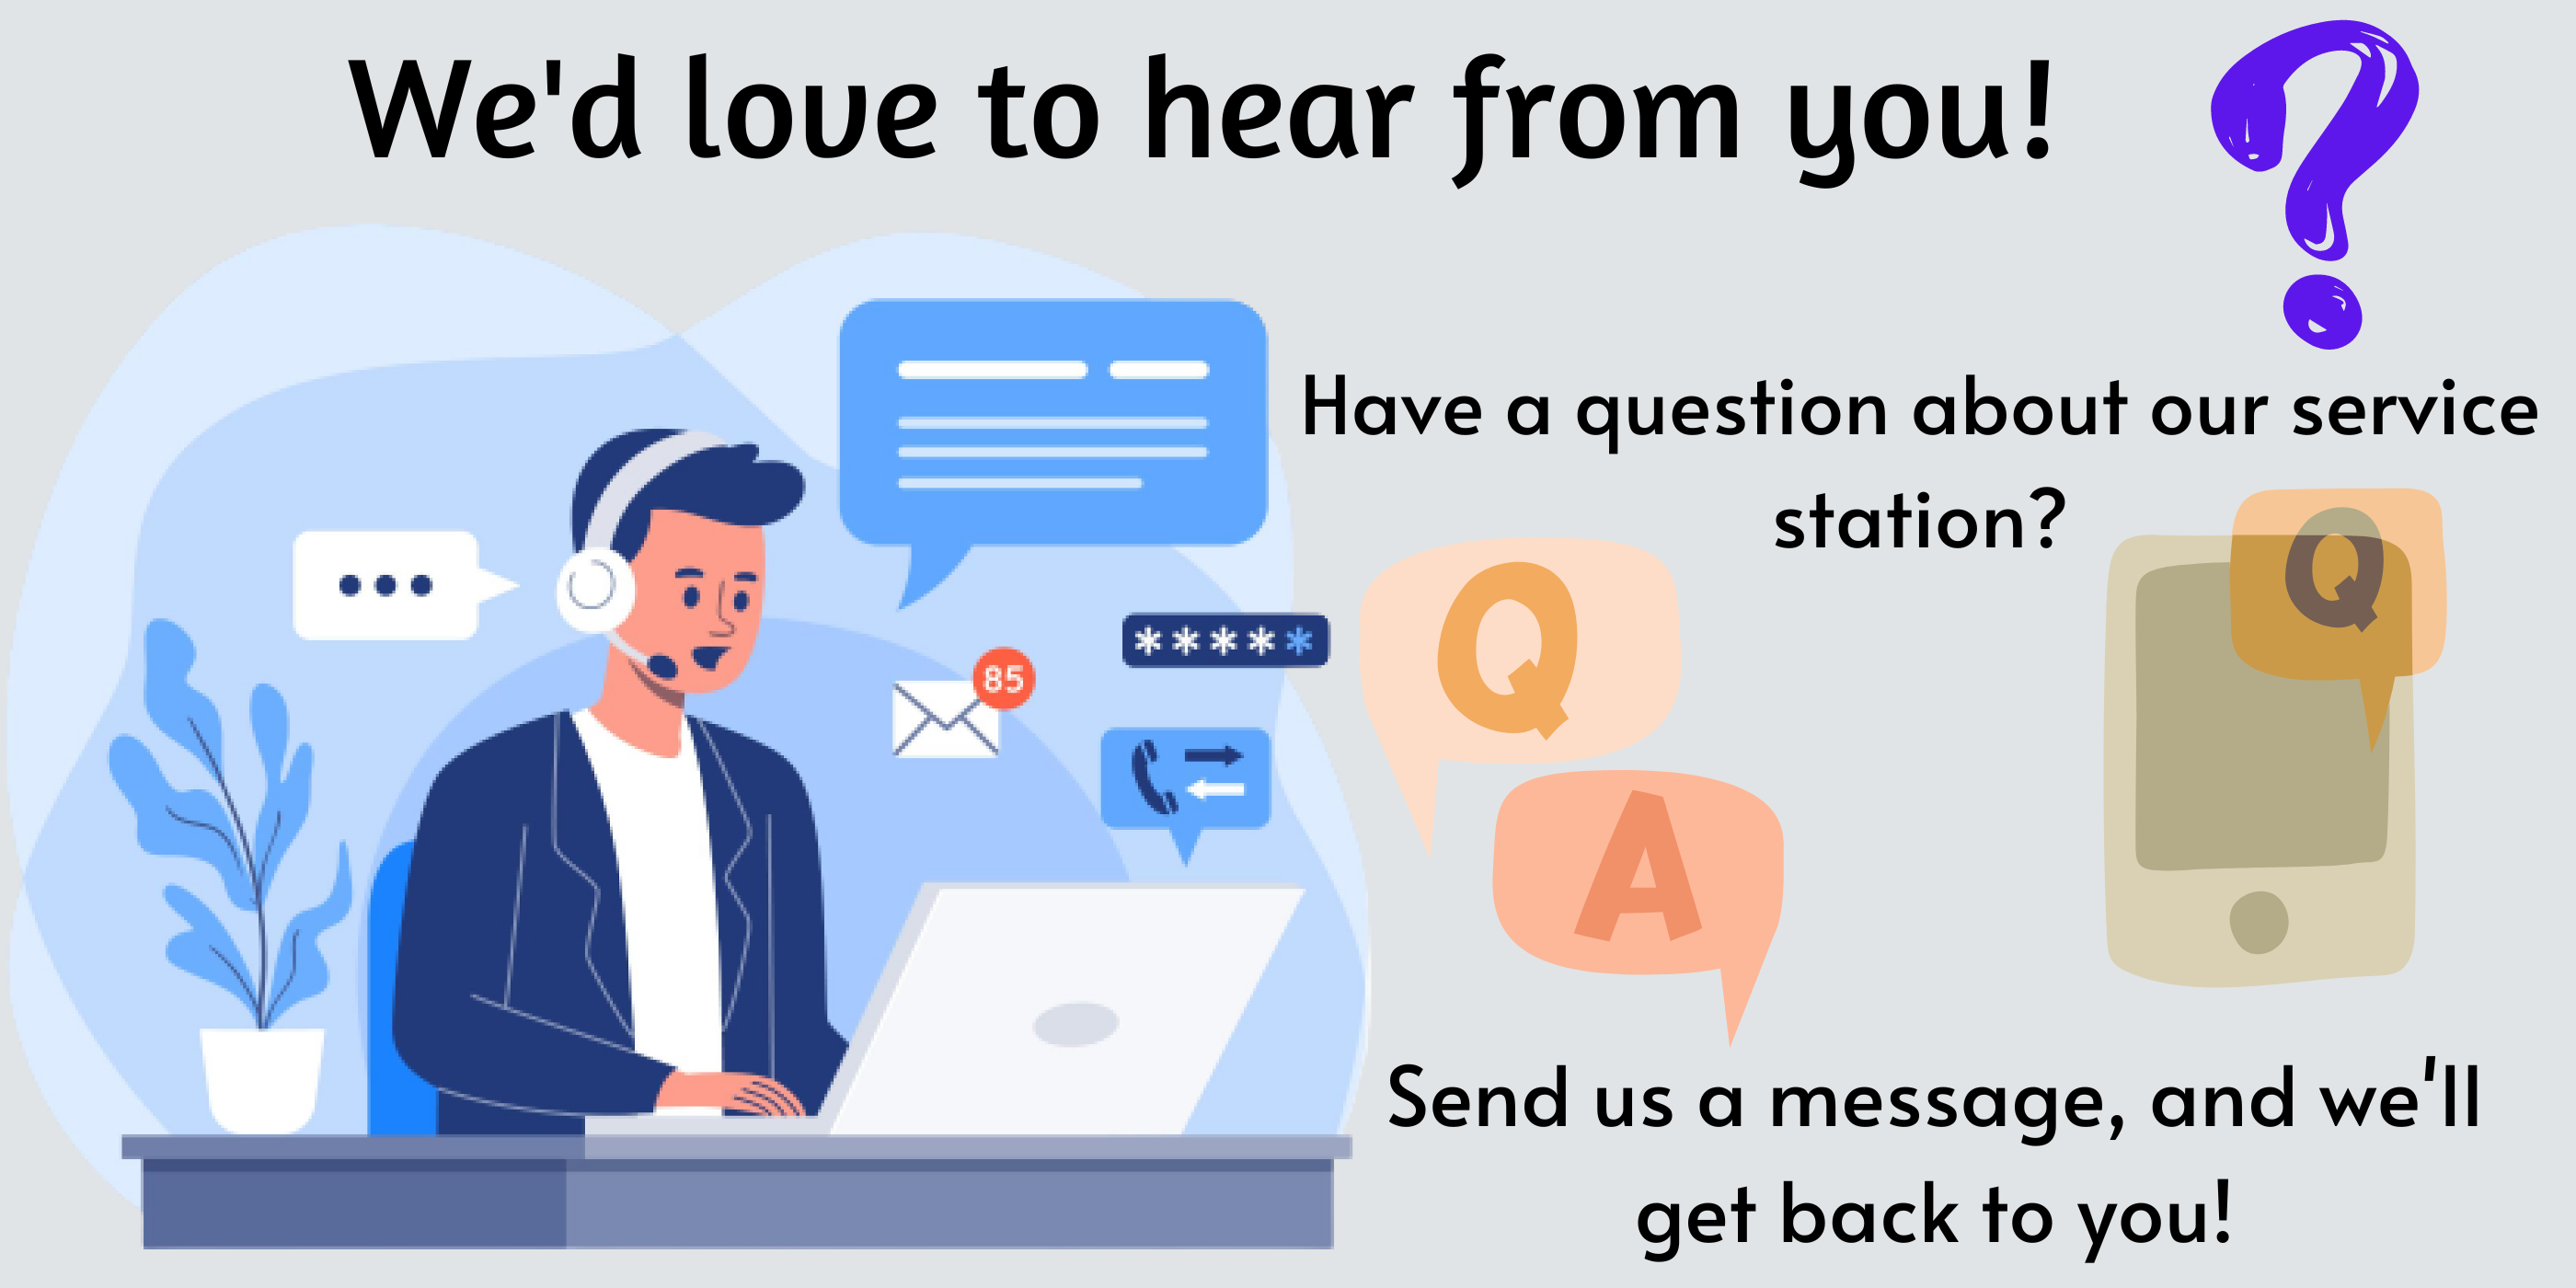 We'd love to hear from you!
Have a question about our service
station?
Q
*****
85
Q
A
Send us a message, and we'll
get back to you!